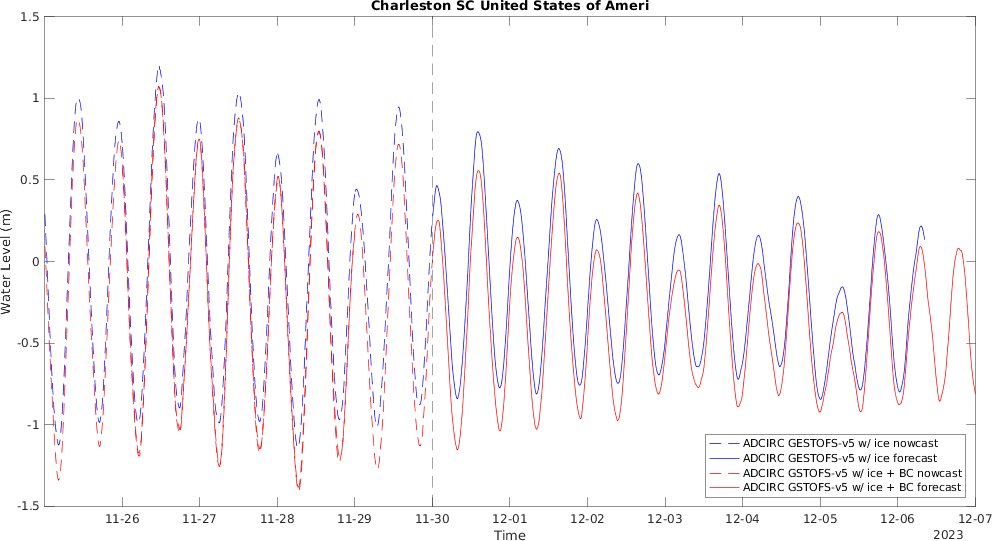 Charleston SC United States of Ameri
1.5
1
0.5
0
-0.5
-1
-1.5
Water Level (m)
ADCIRC GESTOFS-v5 w/ ice nowcast
ADCIRC GESTOFS-v5 w/ ice forecast
ADCIRC GSTOFS-v5 w/ ice + BC nowcast
ADCIRC GSTOFS-v5 w/ ice + BC forecast
11-26 11-27 11-28 11-29 11-30 12-01 12-02 12-03 12-04 12-05 12-06 12-07
Time
2023